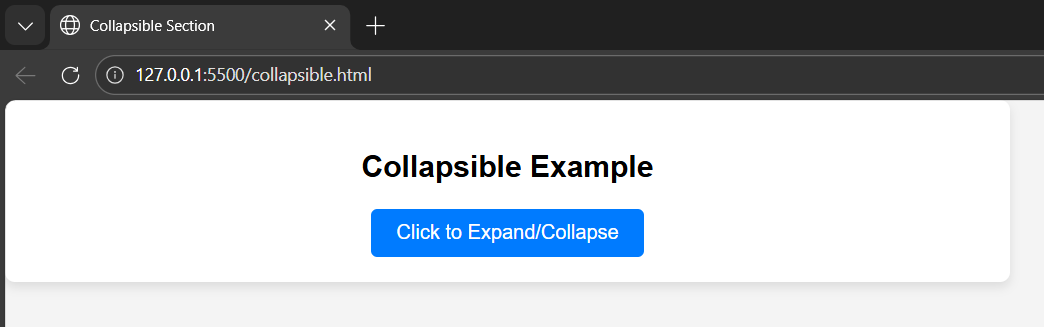 Collapsible Section
127.0.0.1:5500/collapsible.html
Collapsible Example
Click to Expand/Collapse